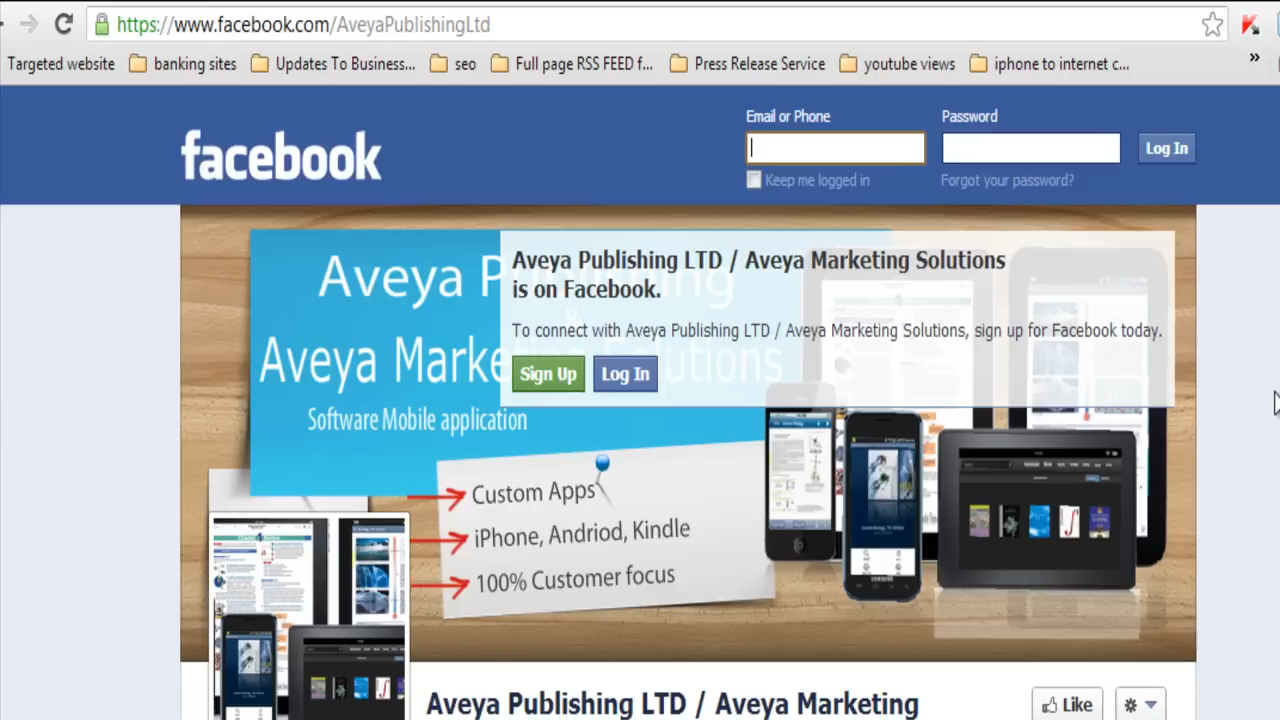 https://www.facebook.com/AveyaPublishingLtd
Targeted website banking sites Updates To Business... seo Full page RSS FEED f... Press Release Service youtube views iphone to internet c... »
Email or Phone Password
facebook
Log In
Keep me logged in Forgot your password?
Aveya Publishing LTD / Aveya Marketing Solutions
is on Facebook.
To connect with Aveya Publishing LTD / Aveya Marketing Solutions, sign up for Facebook today.
Sign Up Log In
Aveya Publishing
&
Aveya Marketing Solutions
Software Mobile application
Custom Apps
iPhone, Andriod, Kindle
100% Customer focus
Aveya Publishing LTD / Aveya Marketing
Like